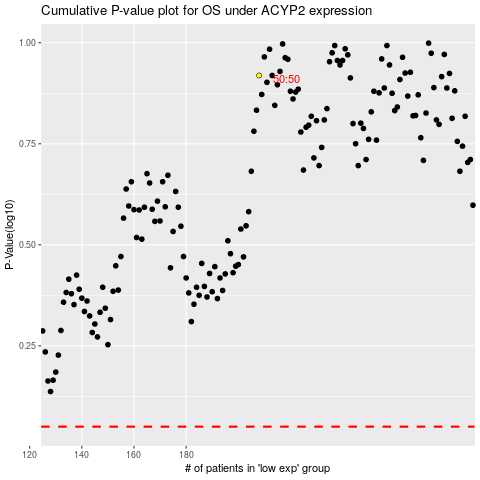 Cumulative P-value plot for OS under ACYP2 expression
P-Value(log10)
1.00
0.75
0.50
0.25
50:50
120 140 160 180
# of patients in 'low exp' group